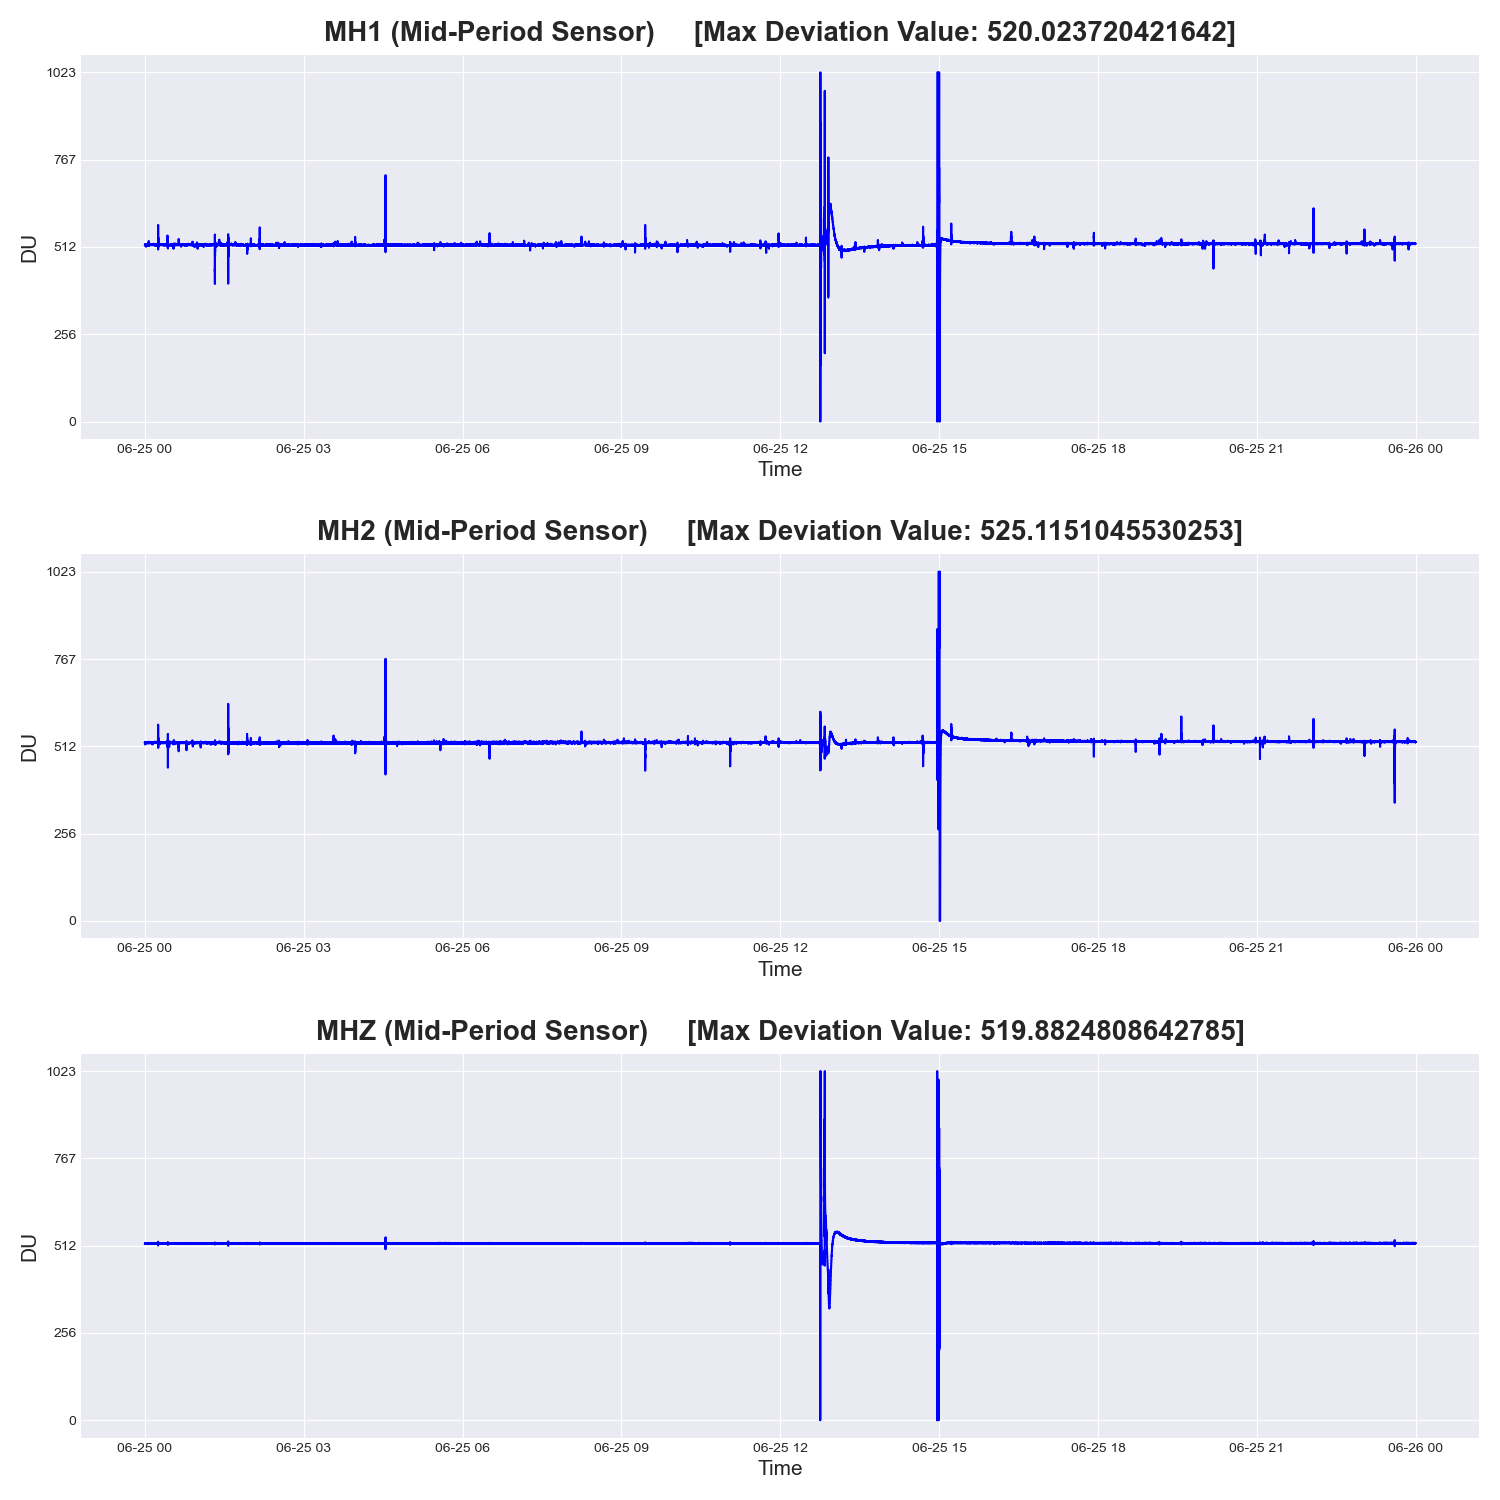 MH1 (Mid-Period Sensor) [Max Deviation Value: 520.023720421642]
1023
767
512
256
0
DU
06-25 00 06-25 03 06-25 06 06-25 09 06-25 12 06-25 15 06-25 18 06-25 21 06-26 00
Time
MH2 (Mid-Period Sensor) [Max Deviation Value: 525.1151045530253]
1023
767
512
256
0
DU
06-25 00 06-25 03 06-25 06 06-25 09 06-25 12 06-25 15 06-25 18 06-25 21 06-26 00
Time
MHZ (Mid-Period Sensor) [Max Deviation Value: 519.8824808642785]
1023
767
512
256
0
DU
06-25 00 06-25 03 06-25 06 06-25 09 06-25 12 06-25 15 06-25 18 06-25 21 06-26 00
Time